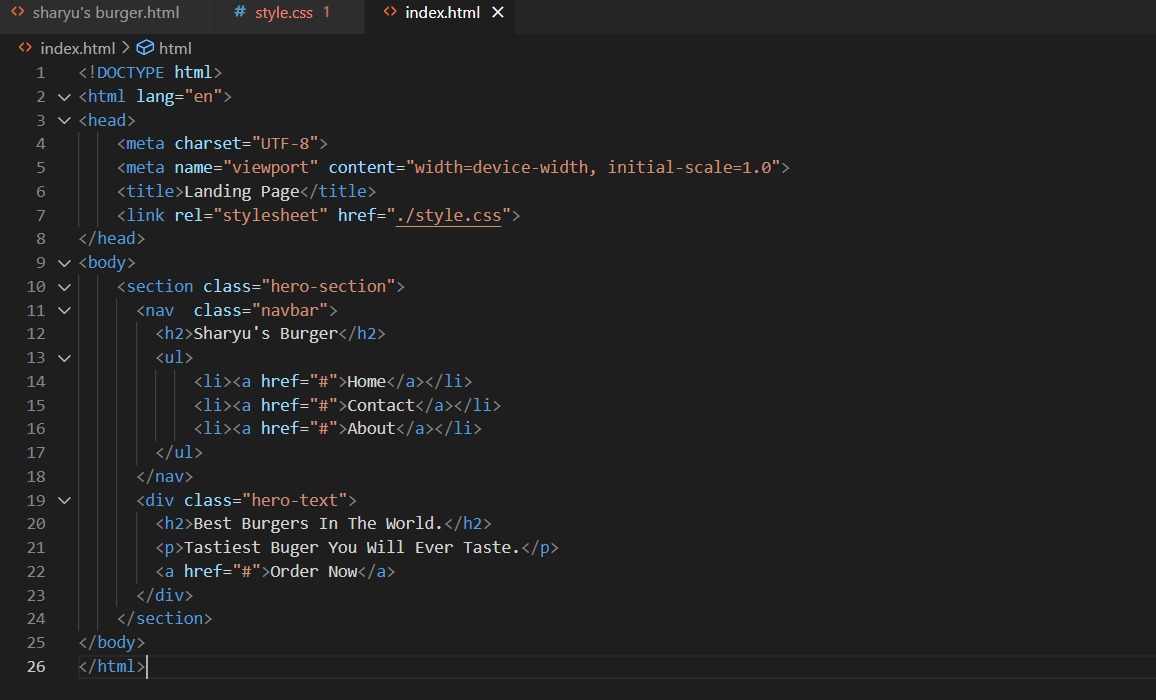 sharyu's burger.html # style.css 1 index.html
index.html > html
1 <!DOCTYPE html>
2 <html lang="en">
3 <head>
4 <meta charset="UTF-8">
5 <meta name="viewport" content="width=device-width, initial-scale=1.0">
6 <title>Landing Page</title>
7 <link rel="stylesheet" href="./style.css">
8 </head>
9 <body>
10 <section class="hero-section">
11 <nav  class="navbar">
12 <h2>Sharyu's Burger</h2>
13 <ul>
14 <li><a href="#">Home</a></li>
15 <li><a href="#">Contact</a></li>
16 <li><a href="#">About</a></li>
17 </ul>
18 </nav>
19 <div class="hero-text">
20 <h2>Best Burgers In The World.</h2>
21 <p>Tastiest Buger You Will Ever Taste.</p>
22 <a href="#">Order Now</a>
23 </div>
24 </section>
25 </body>
26 </html>